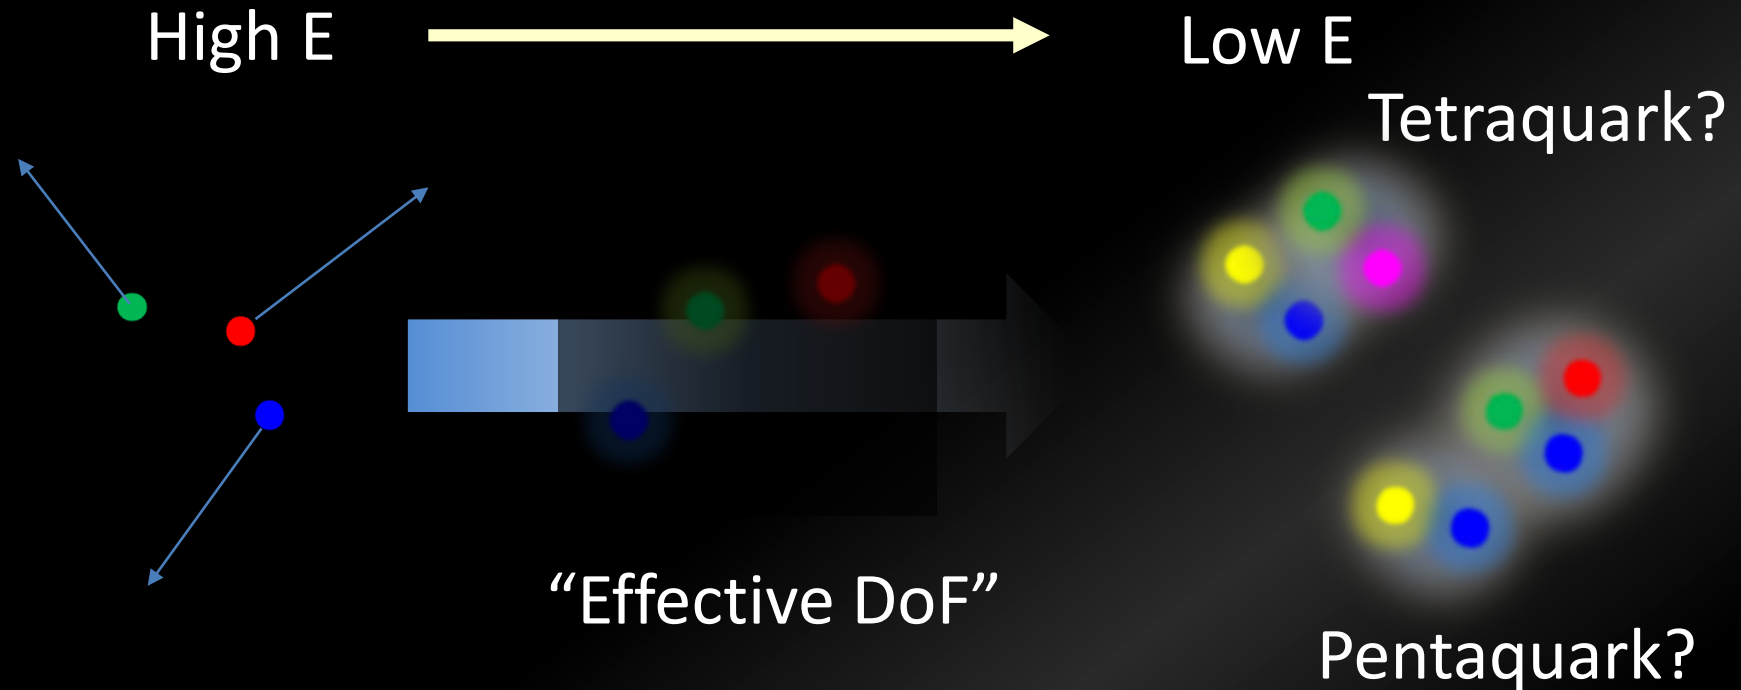 High E
Low E
Tetraquark?
“Effective DoF”
Pentaquark?